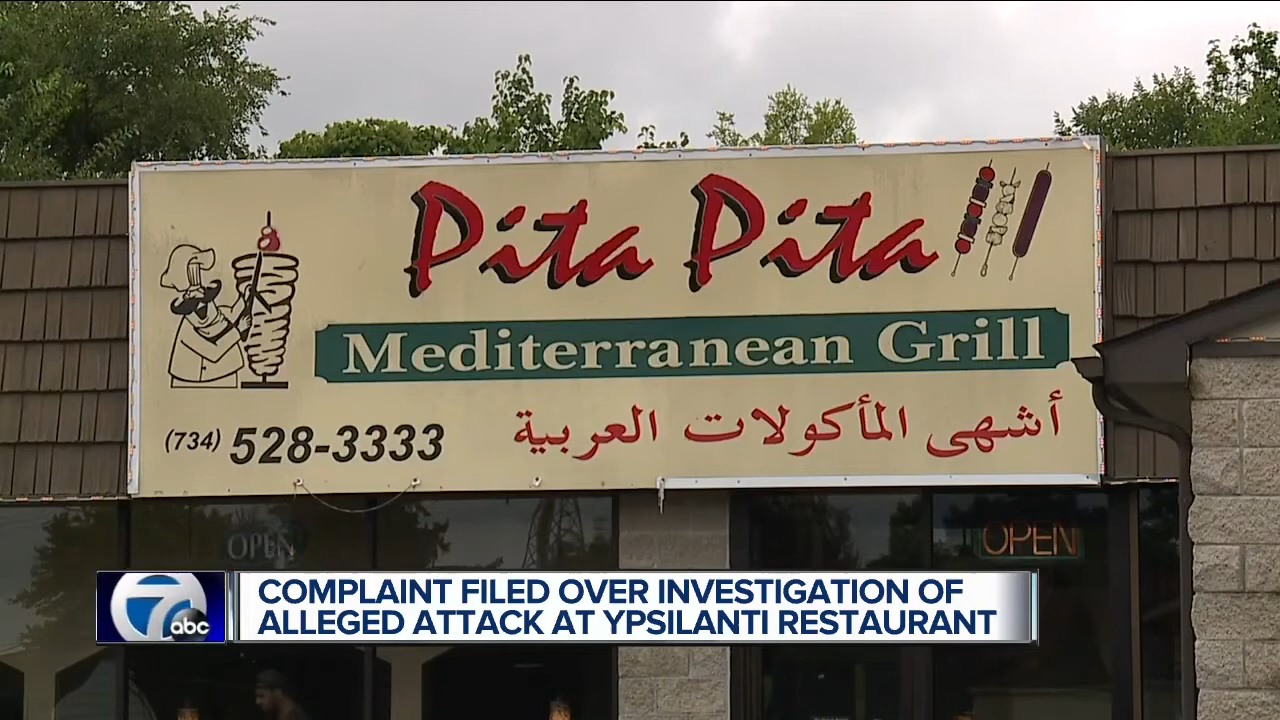 Pita Pita
Mediterranean Grill
(734) 528-3333
أشهى المأكولات العربية
OPEN
OPEN
7 abc
COMPLAINT FILED OVER INVESTIGATION OF
ALLEGED ATTACK AT YPSILANTI RESTAURANT